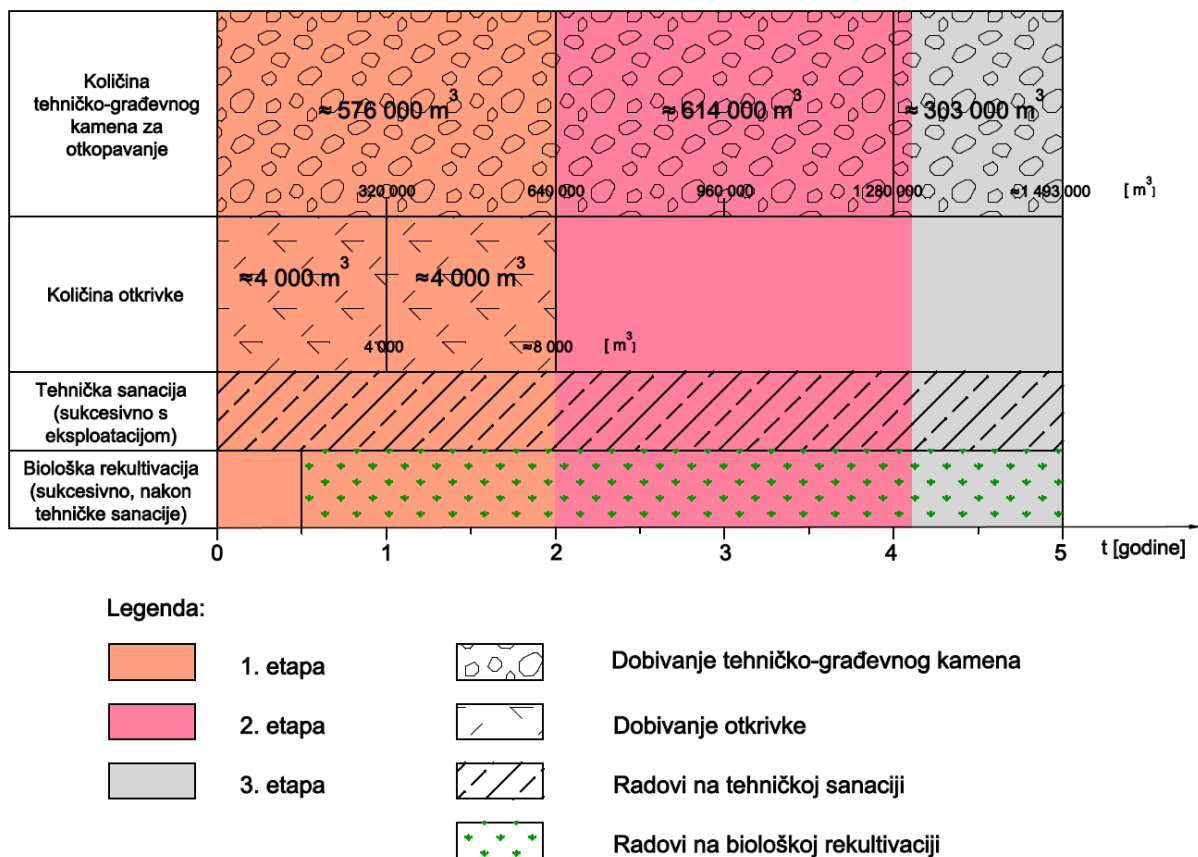 Količina
tehničko-građevnog
kamena za
otkopavanje
≈576 000 m³
≈614 000 m³
≈303 000 m³
320 000
640 000
960 000
1 280 000
≈1 493 000
[ m³]
Količina otkrivke
≈4 000 m³
≈4 000 m³
4 000
≈8 000
[ m³]
Tehnička sanacija
(sukcesivno s
eksploatacijom)
Biološka rekultivacija
(sukcesivno, nakon
tehničke sanacije)
0
1
2
3
4
5
t [godine]
Legenda:
1. etapa
Dobivanje tehničko-građevnog kamena
2. etapa
Dobivanje otkrivke
3. etapa
Radovi na tehničkoj sanaciji
Radovi na biološkoj rekultivaciji